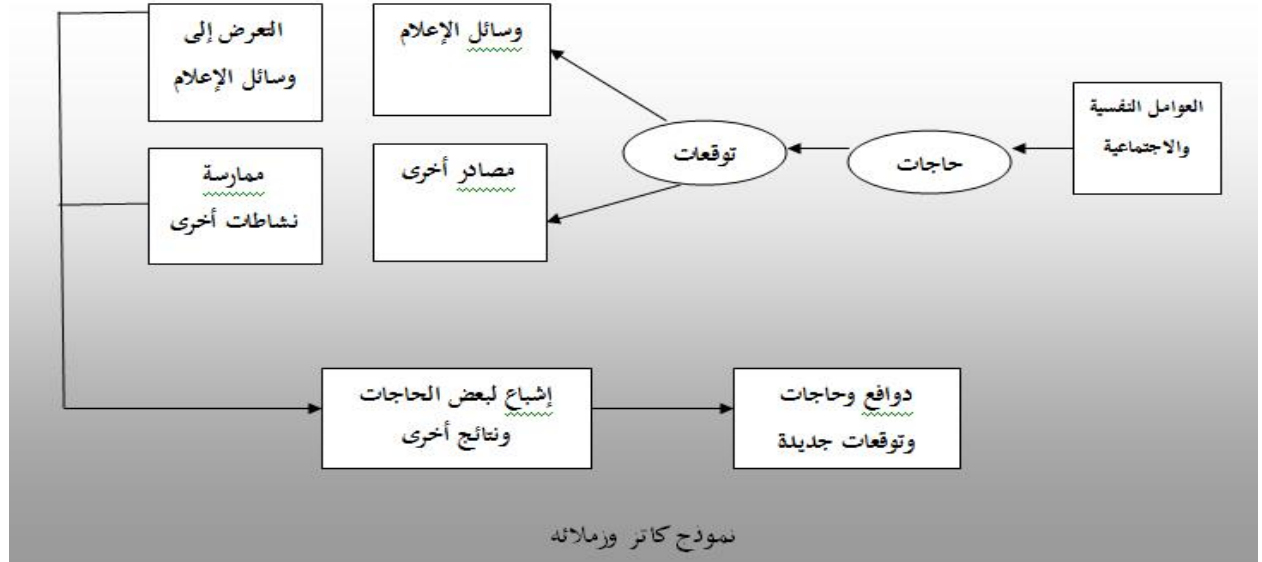 العوامل النفسية
والاجتماعية
حاجات
توقعات
وسائل الإعلام
مصادر أخرى
التعرض إلى
وسائل الإعلام
ممارسة
نشاطات أخرى
إشباع لبعض الحاجات
ونتائج أخرى
دوافع وحاجات
وتوقعات جديدة
نموذج كاتز وزملائه